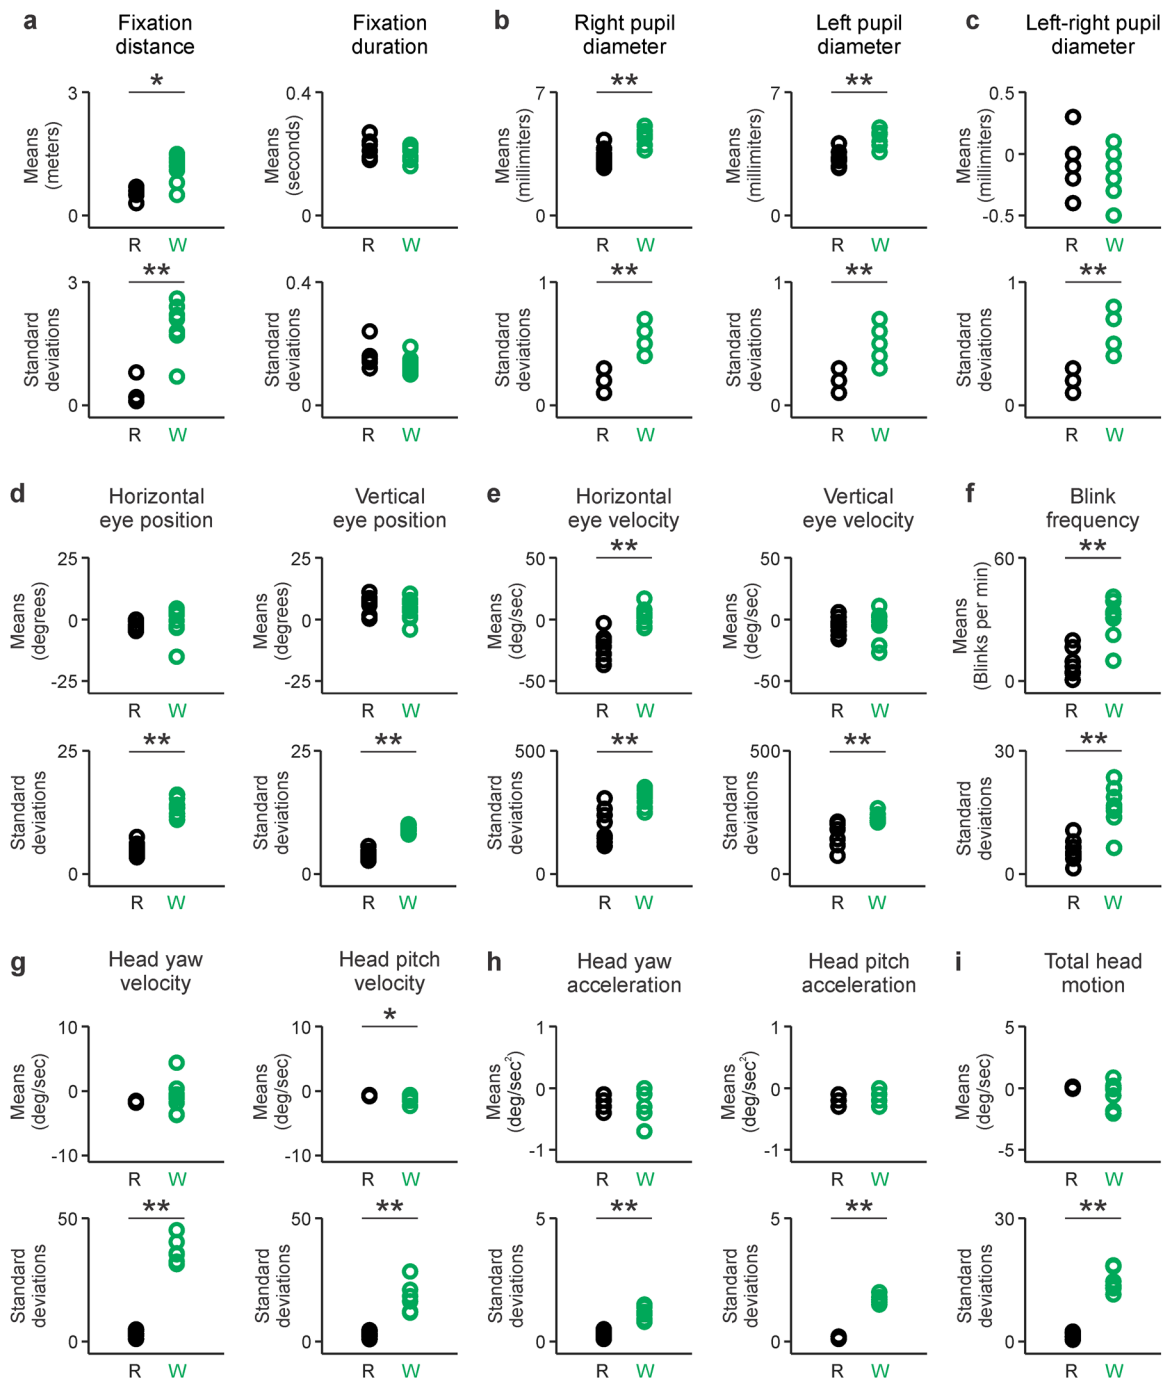 a
Fixation
distance
*
3
0
Means
(meters)
R
W
**
3
0
Standard
deviations
R
W
Fixation
duration
0.4
0
Means
(seconds)
R
W
0.4
0
Standard
deviations
R
W
b
Right pupil
diameter
**
7
0
Means
(millimiters)
R
W
**
1
0
Standard
deviations
R
W
Left pupil
diameter
**
7
0
Means
(millimiters)
R
W
**
1
0
Standard
deviations
R
W
c
Left-right pupil
diameter
0.5
0
-0.5
Means
(millimiters)
R
W
**
1
0
Standard
deviations
R
W
d
Horizontal
eye position
25
0
-25
Means
(degrees)
R
W
**
25
0
Standard
deviations
R
W
Vertical
eye position
25
0
-25
Means
(degrees)
R
W
**
25
0
Standard
deviations
R
W
e
Horizontal
eye velocity
**
50
0
-50
Means
(deg/sec)
R
W
**
500
0
Standard
deviations
R
W
Vertical
eye velocity
50
0
-50
Means
(deg/sec)
R
W
**
500
0
Standard
deviations
R
W
f
Blink
frequency
**
60
0
Means
(Blinks per min)
R
W
**
30
0
Standard
deviations
R
W
g
Head yaw
velocity
10
0
-10
Means
(deg/sec)
R
W
**
50
0
Standard
deviations
R
W
Head pitch
velocity
*
10
0
-10
Means
(deg/sec)
R
W
**
50
0
Standard
deviations
R
W
h
Head yaw
acceleration
1
0
-1
Means
(deg/sec²)
R
W
**
5
0
Standard
deviations
R
W
Head pitch
acceleration
1
0
-1
Means
(deg/sec²)
R
W
**
5
0
Standard
deviations
R
W
i
Total head
motion
5
0
-5
Means
(deg/sec)
R
W
**
30
0
Standard
deviations
R
W